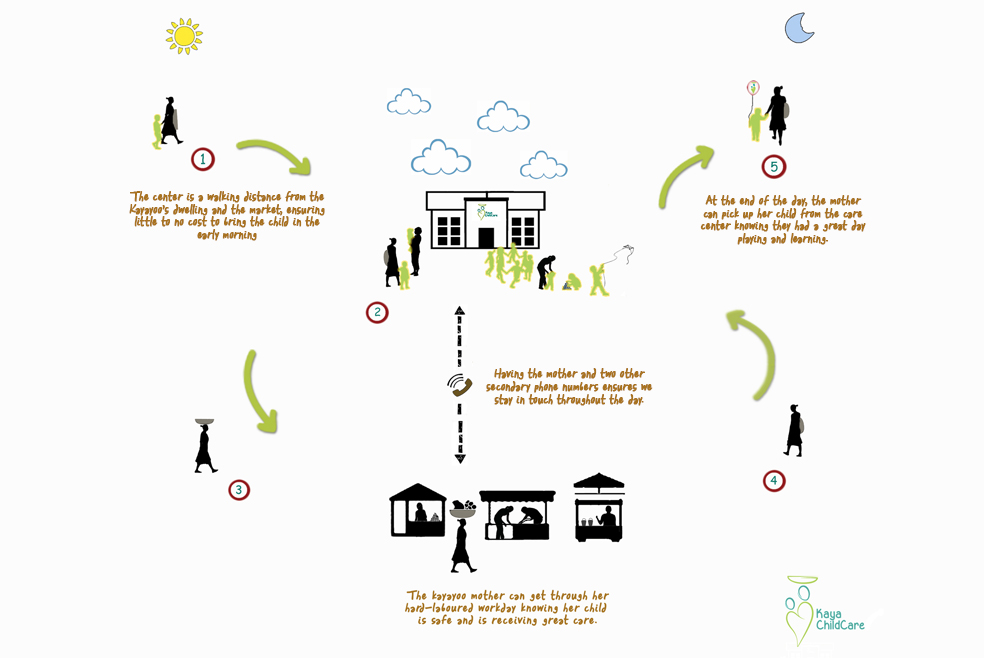 1
"The center is a walking distance from the
Kayayoo's dwelling and the market, ensuring
little to no cost to bring the child in the
early morning
5
At the end of the day, the mother
can pick up her child from the care
center knowing they had a great day
playing and learning.
Kaya
ChildCare
2
Having the mother and two other
secondary phone numbers ensures we
stay in touch throughout the day.
3
4
The kayayoo mother can get through her
hard-laboured workday knowing her child
is safe and is receiving great care.
Kaya
ChildCare